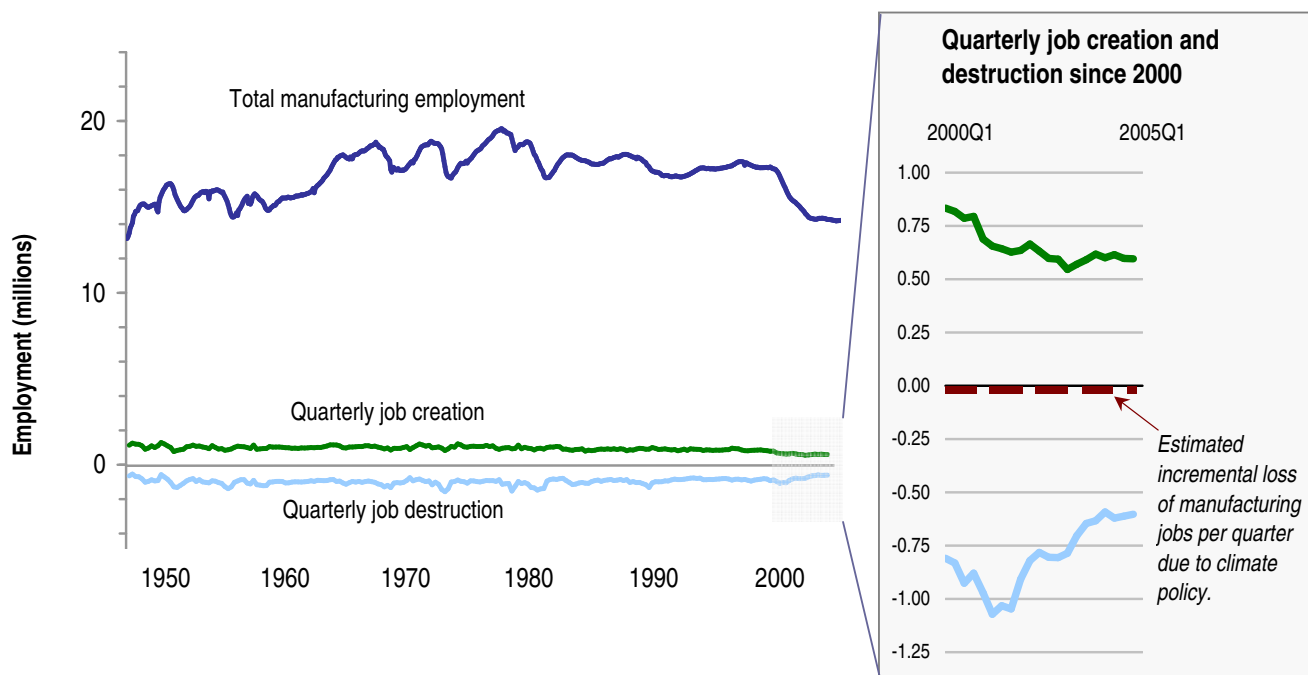 Employment (millions)
20
10
0
Total manufacturing employment
Quarterly job creation
Quarterly job destruction
1950 1960 1970 1980 1990 2000
Quarterly job creation and
destruction since 2000
2000Q1 2005Q1
1.00
0.75
0.50
0.25
0.00
-0.25
-0.50
-0.75
-1.00
-1.25
Estimated
incremental loss
of manufacturing
jobs per quarter
due to climate
policy.